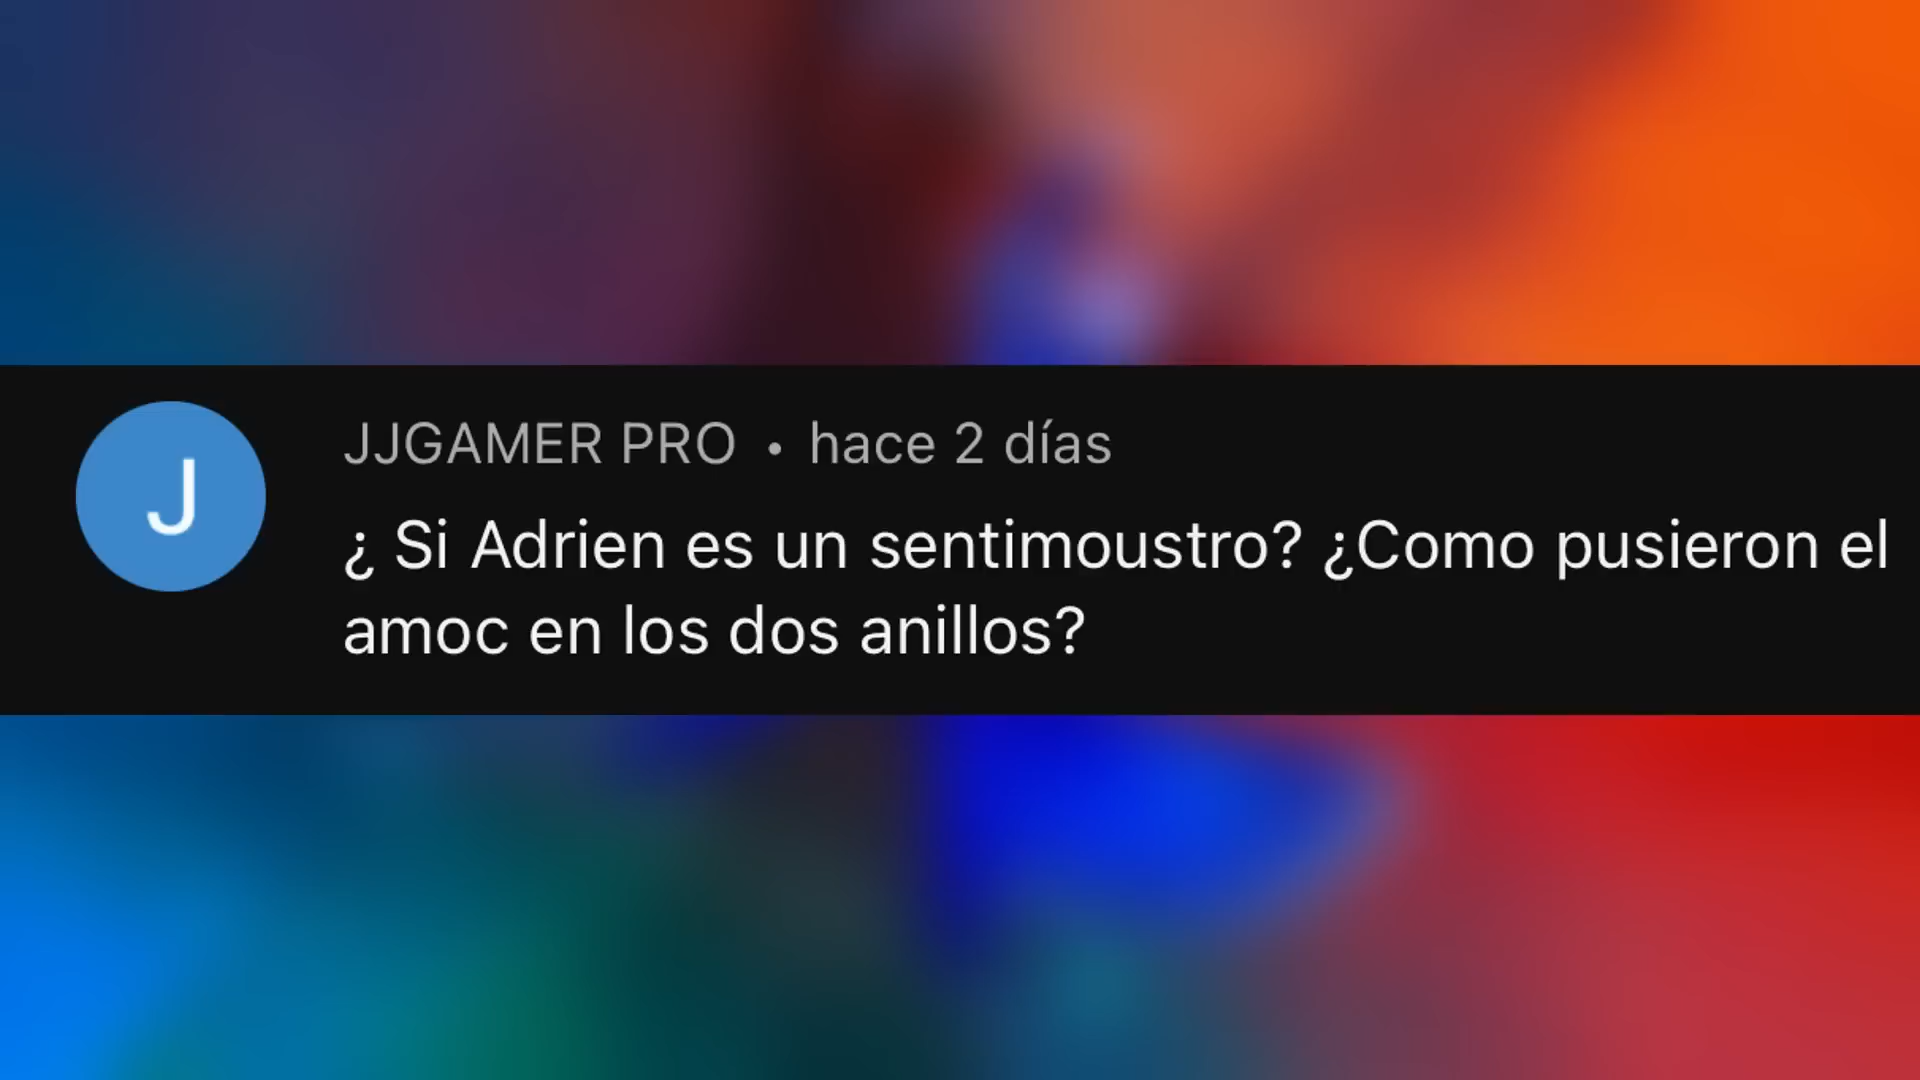 J
JJGAMER PRO • hace 2 días
¿ Si Adrien es un sentimoustro? ¿Como pusieron el
amoc en los dos anillos?